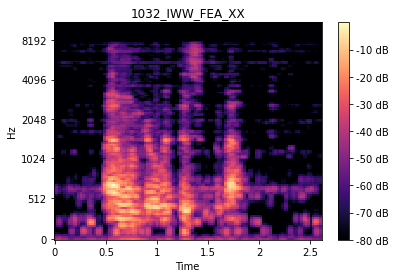 1032_IWW_FEA_XX
8192
4096
2048
1024
512
0
Hz
0
0.5
1
1.5
2
2.5
Time
-10 dB
-20 dB
-30 dB
-40 dB
-50 dB
-60 dB
-70 dB
-80 dB